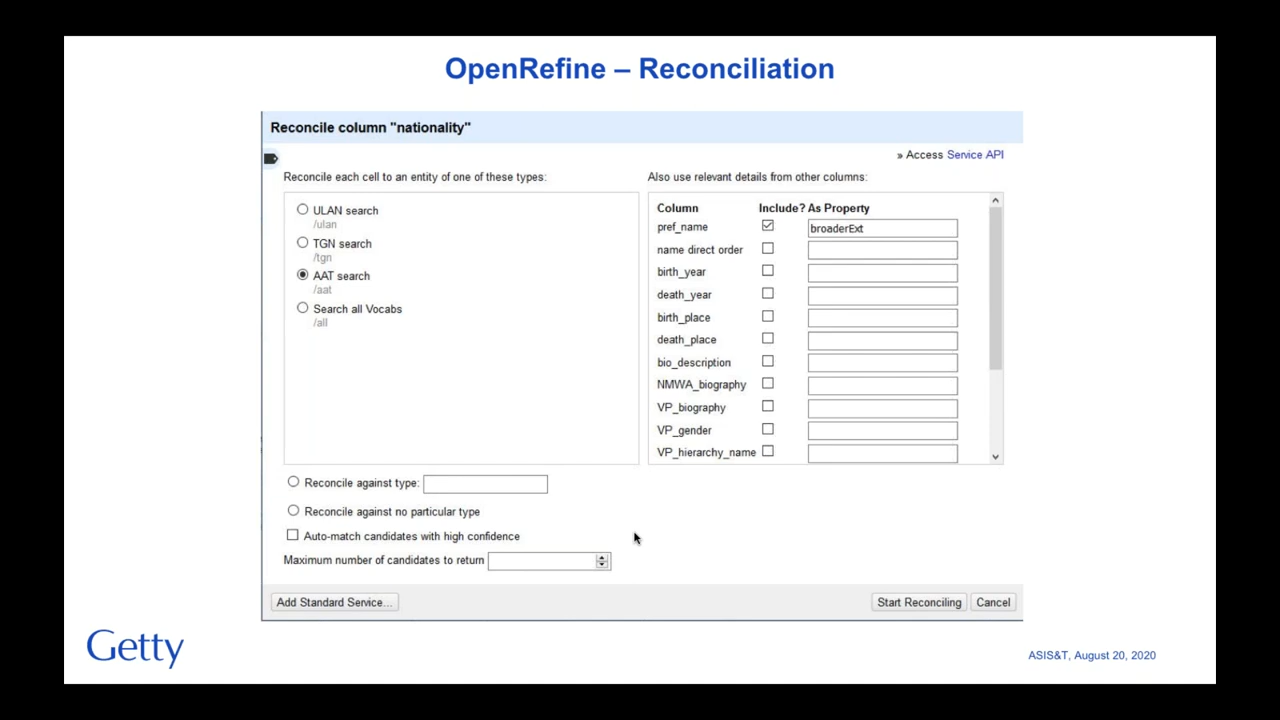 OpenRefine – Reconciliation
Reconcile column "nationality"
» Access Service API
Reconcile each cell to an entity of one of these types:
ULAN search
/ulan
TGN search
/tgn
AAT search
/aat
Search all Vocabs
/all
Also use relevant details from other columns:
Column Include? As Property
pref_name broaderExt
name direct order
birth_year
death_year
birth_place
death_place
bio_description
NMWA_biography
VP_biography
VP_gender
VP_hierarchy_name
Reconcile against type:
Reconcile against no particular type
Auto-match candidates with high confidence
Maximum number of candidates to return
Add Standard Service... Start Reconciling Cancel
Getty
ASIS&T, August 20, 2020